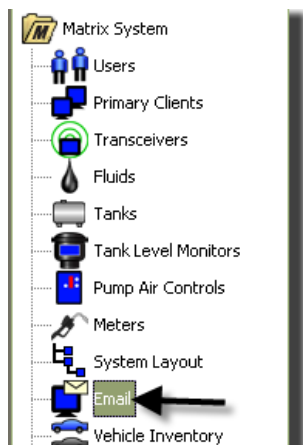 Matrix System
Users
Primary Clients
Transceivers
Fluids
Tanks
Tank Level Monitors
Pump Air Controls
Meters
System Layout
Email
Vehicle Inventory